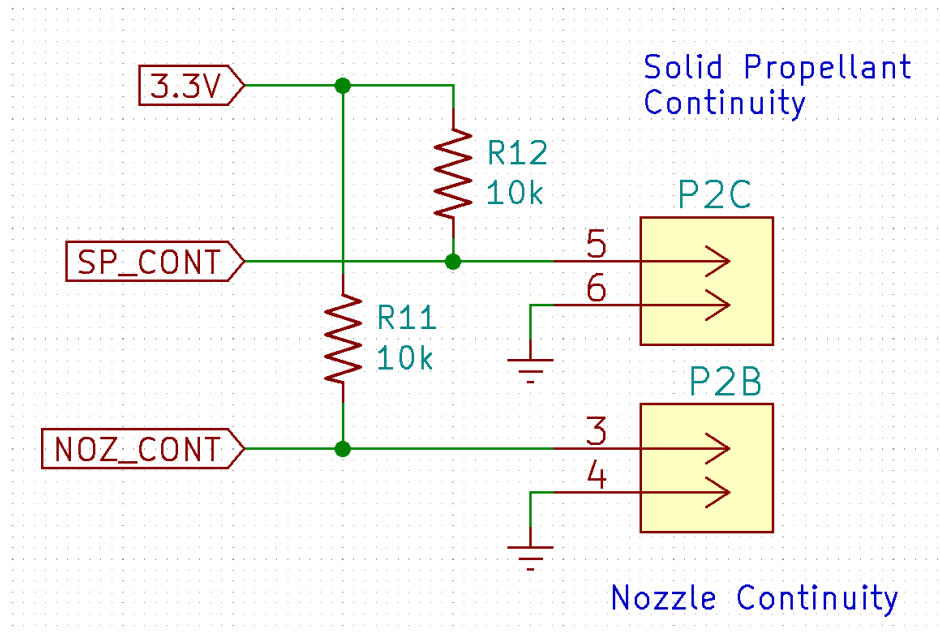 Solid Propellant
Continuity
3.3V
R12
10k
P2C
SP_CONT
5
6
R11
10k
P2B
NOZ_CONT
3
4
Nozzle Continuity